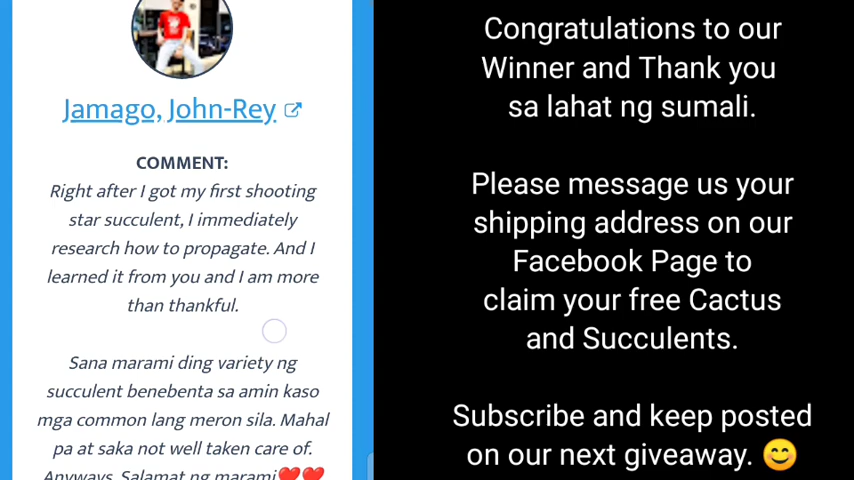 Jamago, John-Rey
COMMENT:
Right after I got my first shooting
star succulent, I immediately
research how to propagate. And I
learned it from you and I am more
than thankful.
Sana marami ding variety ng
succulent benebenta sa amin kaso
mga common lang meron sila. Mahal
pa at saka not well taken care of.
Anyways, Salamat ng marami❤️❤️
Congratulations to our
Winner and Thank you
sa lahat ng sumali.
Please message us your
shipping address on our
Facebook Page to
claim your free Cactus
and Succulents.
Subscribe and keep posted
on our next giveaway. 😊